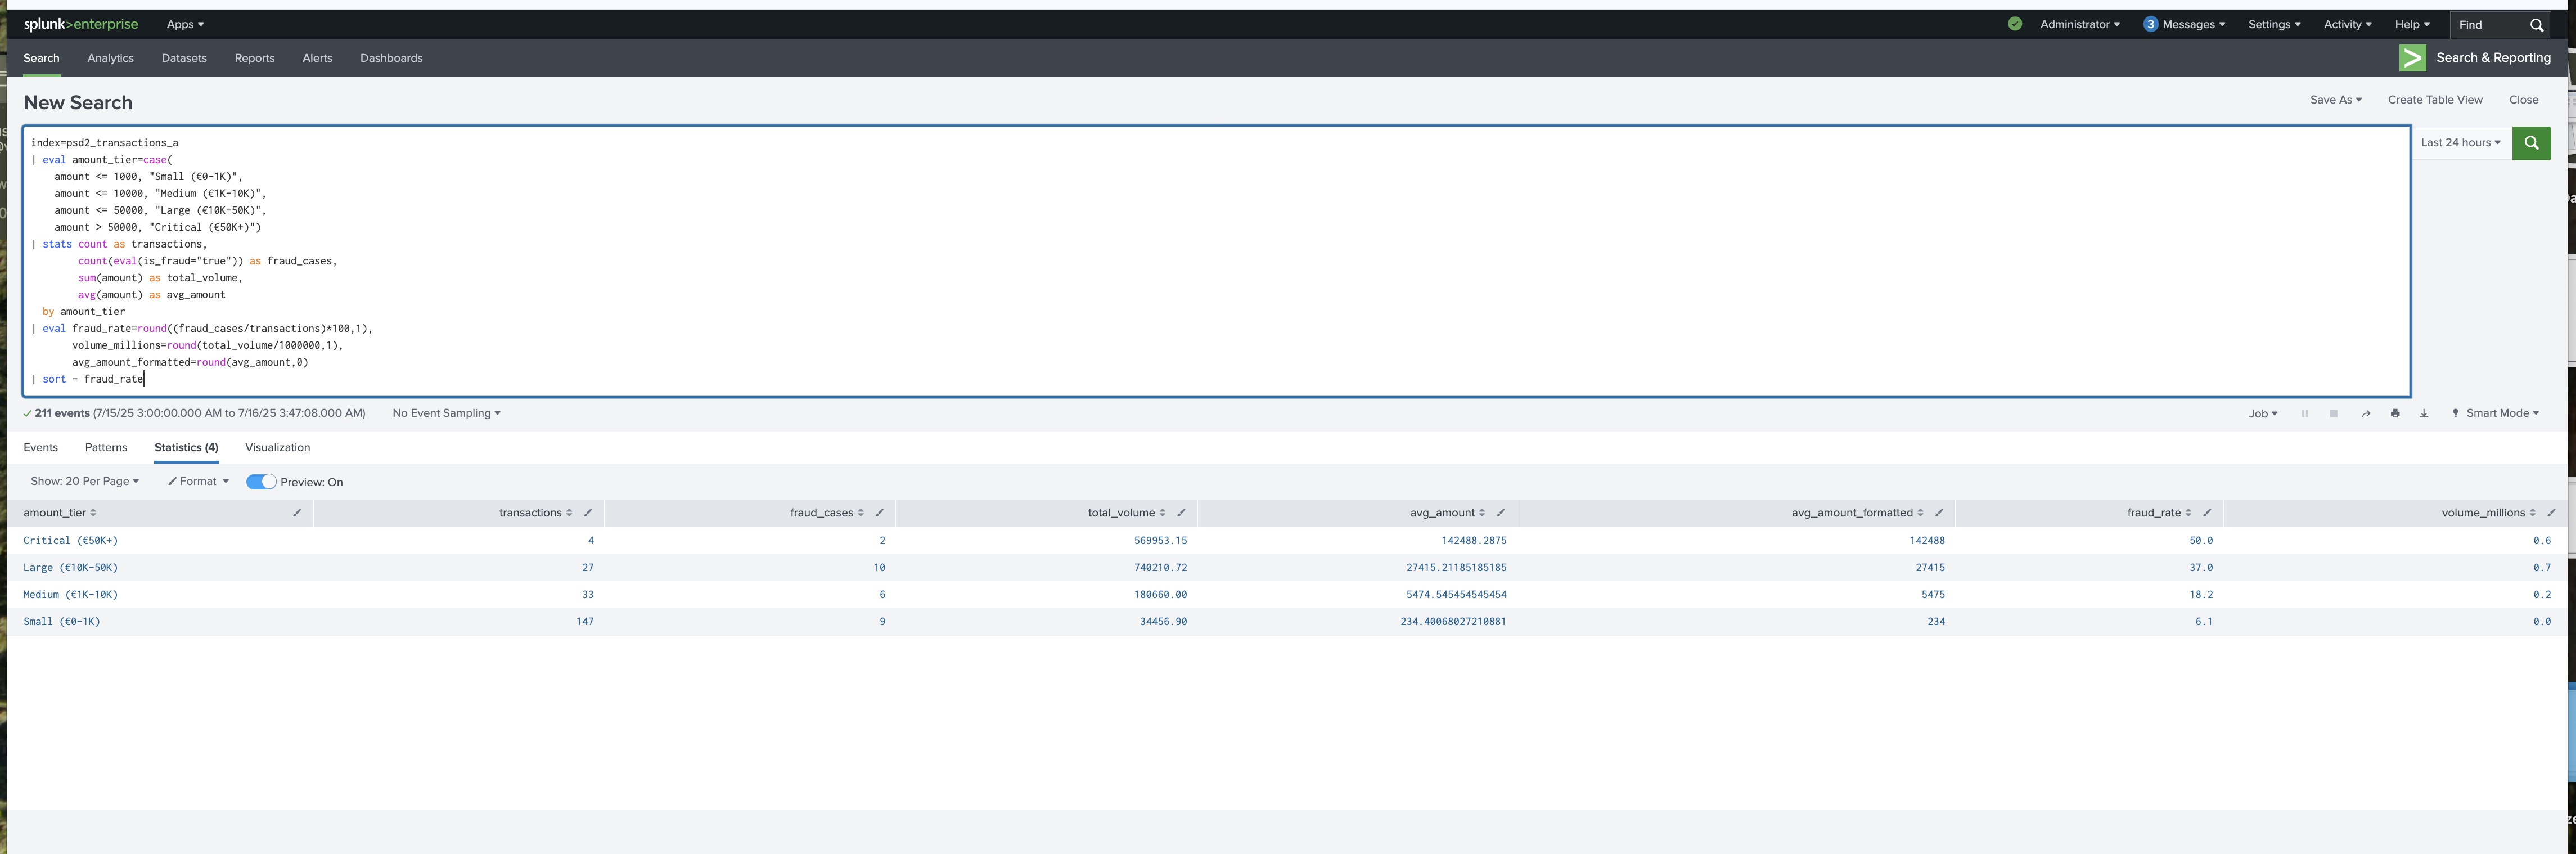 splunk>enterprise Apps Administrator 3 Messages Settings Activity Help Find
Search Analytics Datasets Reports Alerts Dashboards Search & Reporting
New Search Save As Create Table View Close
index=psd2_transactions_a
| eval amount_tier=case(
amount <= 1000, "Small (€0-1K)",
amount <= 10000, "Medium (€1K-10K)",
amount <= 50000, "Large (€10K-50K)",
amount > 50000, "Critical (€50K+)")
| stats count as transactions,
count(eval(is_fraud="true")) as fraud_cases,
sum(amount) as total_volume,
avg(amount) as avg_amount
by amount_tier
| eval fraud_rate=round((fraud_cases/transactions)*100,1),
volume_millions=round(total_volume/1000000,1),
avg_amount_formatted=round(avg_amount,0)
| sort - fraud_rate
Last 24 hours
211 events (7/15/25 3:00:00.000 AM to 7/16/25 3:47:08.000 AM) No Event Sampling Job Smart Mode
Events Patterns Statistics (4) Visualization
Show: 20 Per Page Format Preview: On
amount_tier transactions fraud_cases total_volume avg_amount avg_amount_formatted fraud_rate volume_millions
Critical (€50K+) 4 2 569953.15 142488.2875 142488 50.0 0.6
Large (€10K-50K) 27 10 740210.72 27415.21185185185 27415 37.0 0.7
Medium (€1K-10K) 33 6 180660.00 5474.545454545454 5475 18.2 0.2
Small (€0-1K) 147 9 34456.90 234.40068027210881 234 6.1 0.0